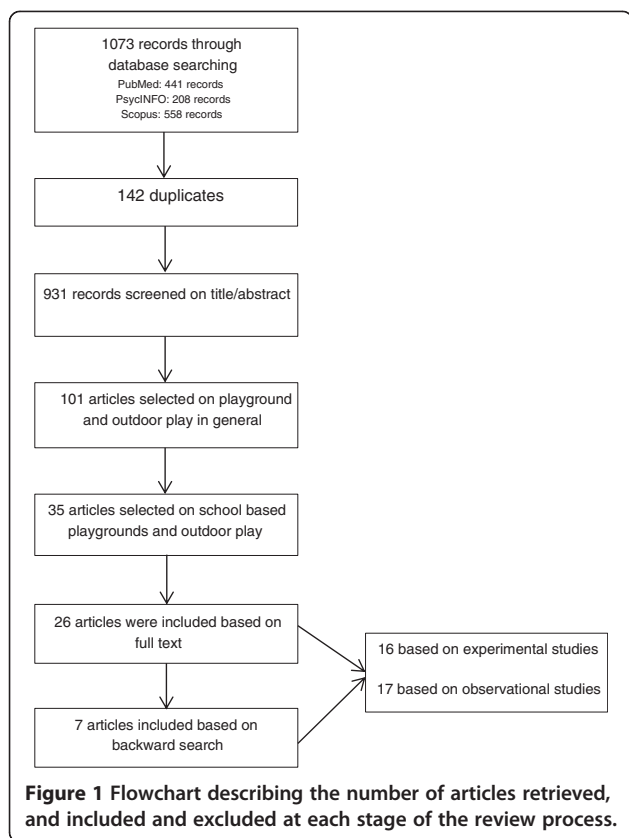 1073 records through
database searching
PubMed: 441 records
PsycINFO: 208 records
Scopus: 558 records
142 duplicates
931 records screened on title/abstract
101 articles selected on playground
and outdoor play in general
35 articles selected on school based
playgrounds and outdoor play
26 articles were included based on
full text
16 based on experimental studies
17 based on observational studies
7 articles included based on
backward search
Figure 1 Flowchart describing the number of articles retrieved,
and included and excluded at each stage of the review process.